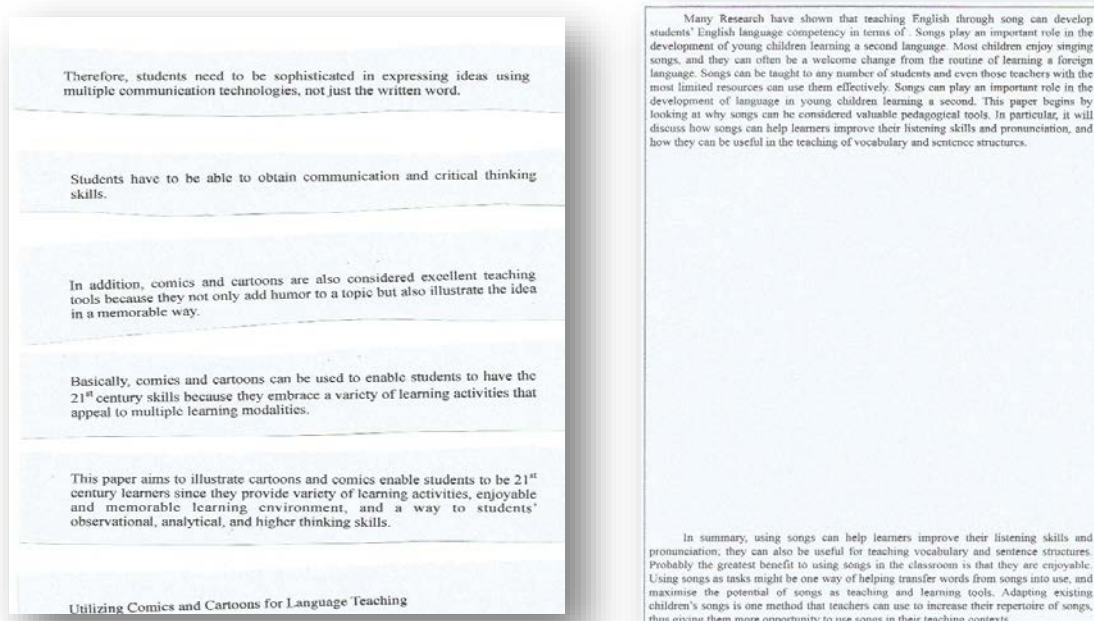 Therefore, students need to be sophisticated in expressing ideas using
multiple communication technologies, not just the written word.
Students have to be able to obtain communication and critical thinking
skills.
In addition, comics and cartoons are also considered excellent teaching
tools because they not only add humor to a topic but also illustrate the idea
in a memorable way.
Basically, comics and cartoons can be used to enable students to have the
21st century skills because they embrace a variety of learning activities that
appeal to multiple learning modalities.
This paper aims to illustrate cartoons and comics enable students to be 21st
century learners since they provide variety of learning activities, enjoyable
and memorable learning environment, and a way to students'
observational, analytical, and higher thinking skills.
Utilizing Comics and Cartoons for Language Teaching
Many Research have shown that teaching English through song can develop
students' English language competency in terms of . Songs play an important role in the
development of young children learning a second language. Most children enjoy singing
songs, and they can often be a welcome change from the routine of learning a foreign
language. Songs can be taught to any number of students and even those teachers with the
most limited resources can use them effectively. Songs can play an important role in the
development of language in young children learning a second. This paper begins by
looking at why songs can be considered valuable pedagogical tools. In particular, it will
discuss how songs can help learners improve their listening skills and pronunciation, and
how they can be useful in the teaching of vocabulary and sentence structures.
In summary, using songs can help learners improve their listening skills and
pronunciation; they can also be useful for teaching vocabulary and sentence structures.
Probably the greatest benefit to using songs in the classroom is that they are enjoyable.
Using songs as tasks might be one way of helping transfer words from songs into use, and
maximise the potential of songs as teaching and learning tools. Adapting existing
children's songs is one method that teachers can use to increase their repertoire of songs,
thus giving them more opportunity to use songs in their teaching contexts